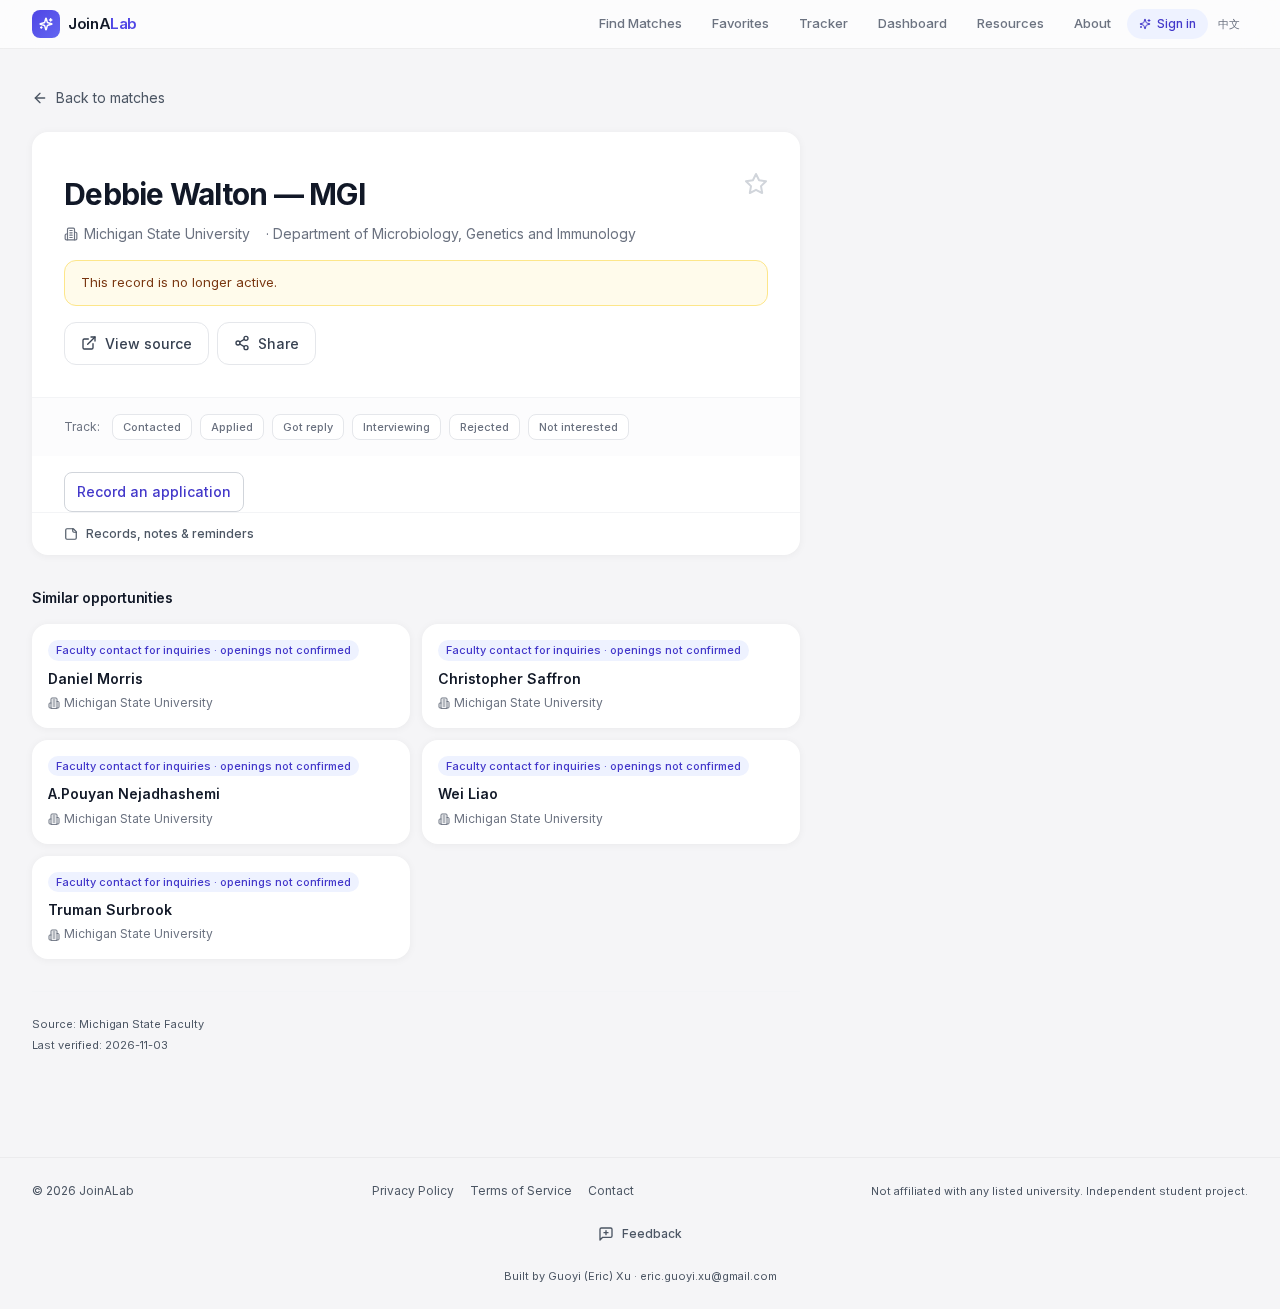 JoinALab
Find Matches
Favorites
Tracker
Dashboard
Resources
About
Sign in
中文
Back to matches
Debbie Walton — MGI
Michigan State University · Department of Microbiology, Genetics and Immunology
This record is no longer active.
View source
Share
Track:
Contacted
Applied
Got reply
Interviewing
Rejected
Not interested
Record an application
Records, notes & reminders
Similar opportunities
Faculty contact for inquiries · openings not confirmed
Daniel Morris
Michigan State University
Faculty contact for inquiries · openings not confirmed
Christopher Saffron
Michigan State University
Faculty contact for inquiries · openings not confirmed
A.Pouyan Nejadhashemi
Michigan State University
Faculty contact for inquiries · openings not confirmed
Wei Liao
Michigan State University
Faculty contact for inquiries · openings not confirmed
Truman Surbrook
Michigan State University
Source: Michigan State Faculty
Last verified: 2026-11-03
© 2026 JoinALab
Privacy Policy
Terms of Service
Contact
Not affiliated with any listed university. Independent student project.
Feedback
Built by Guoyi (Eric) Xu · eric.guoyi.xu@gmail.com